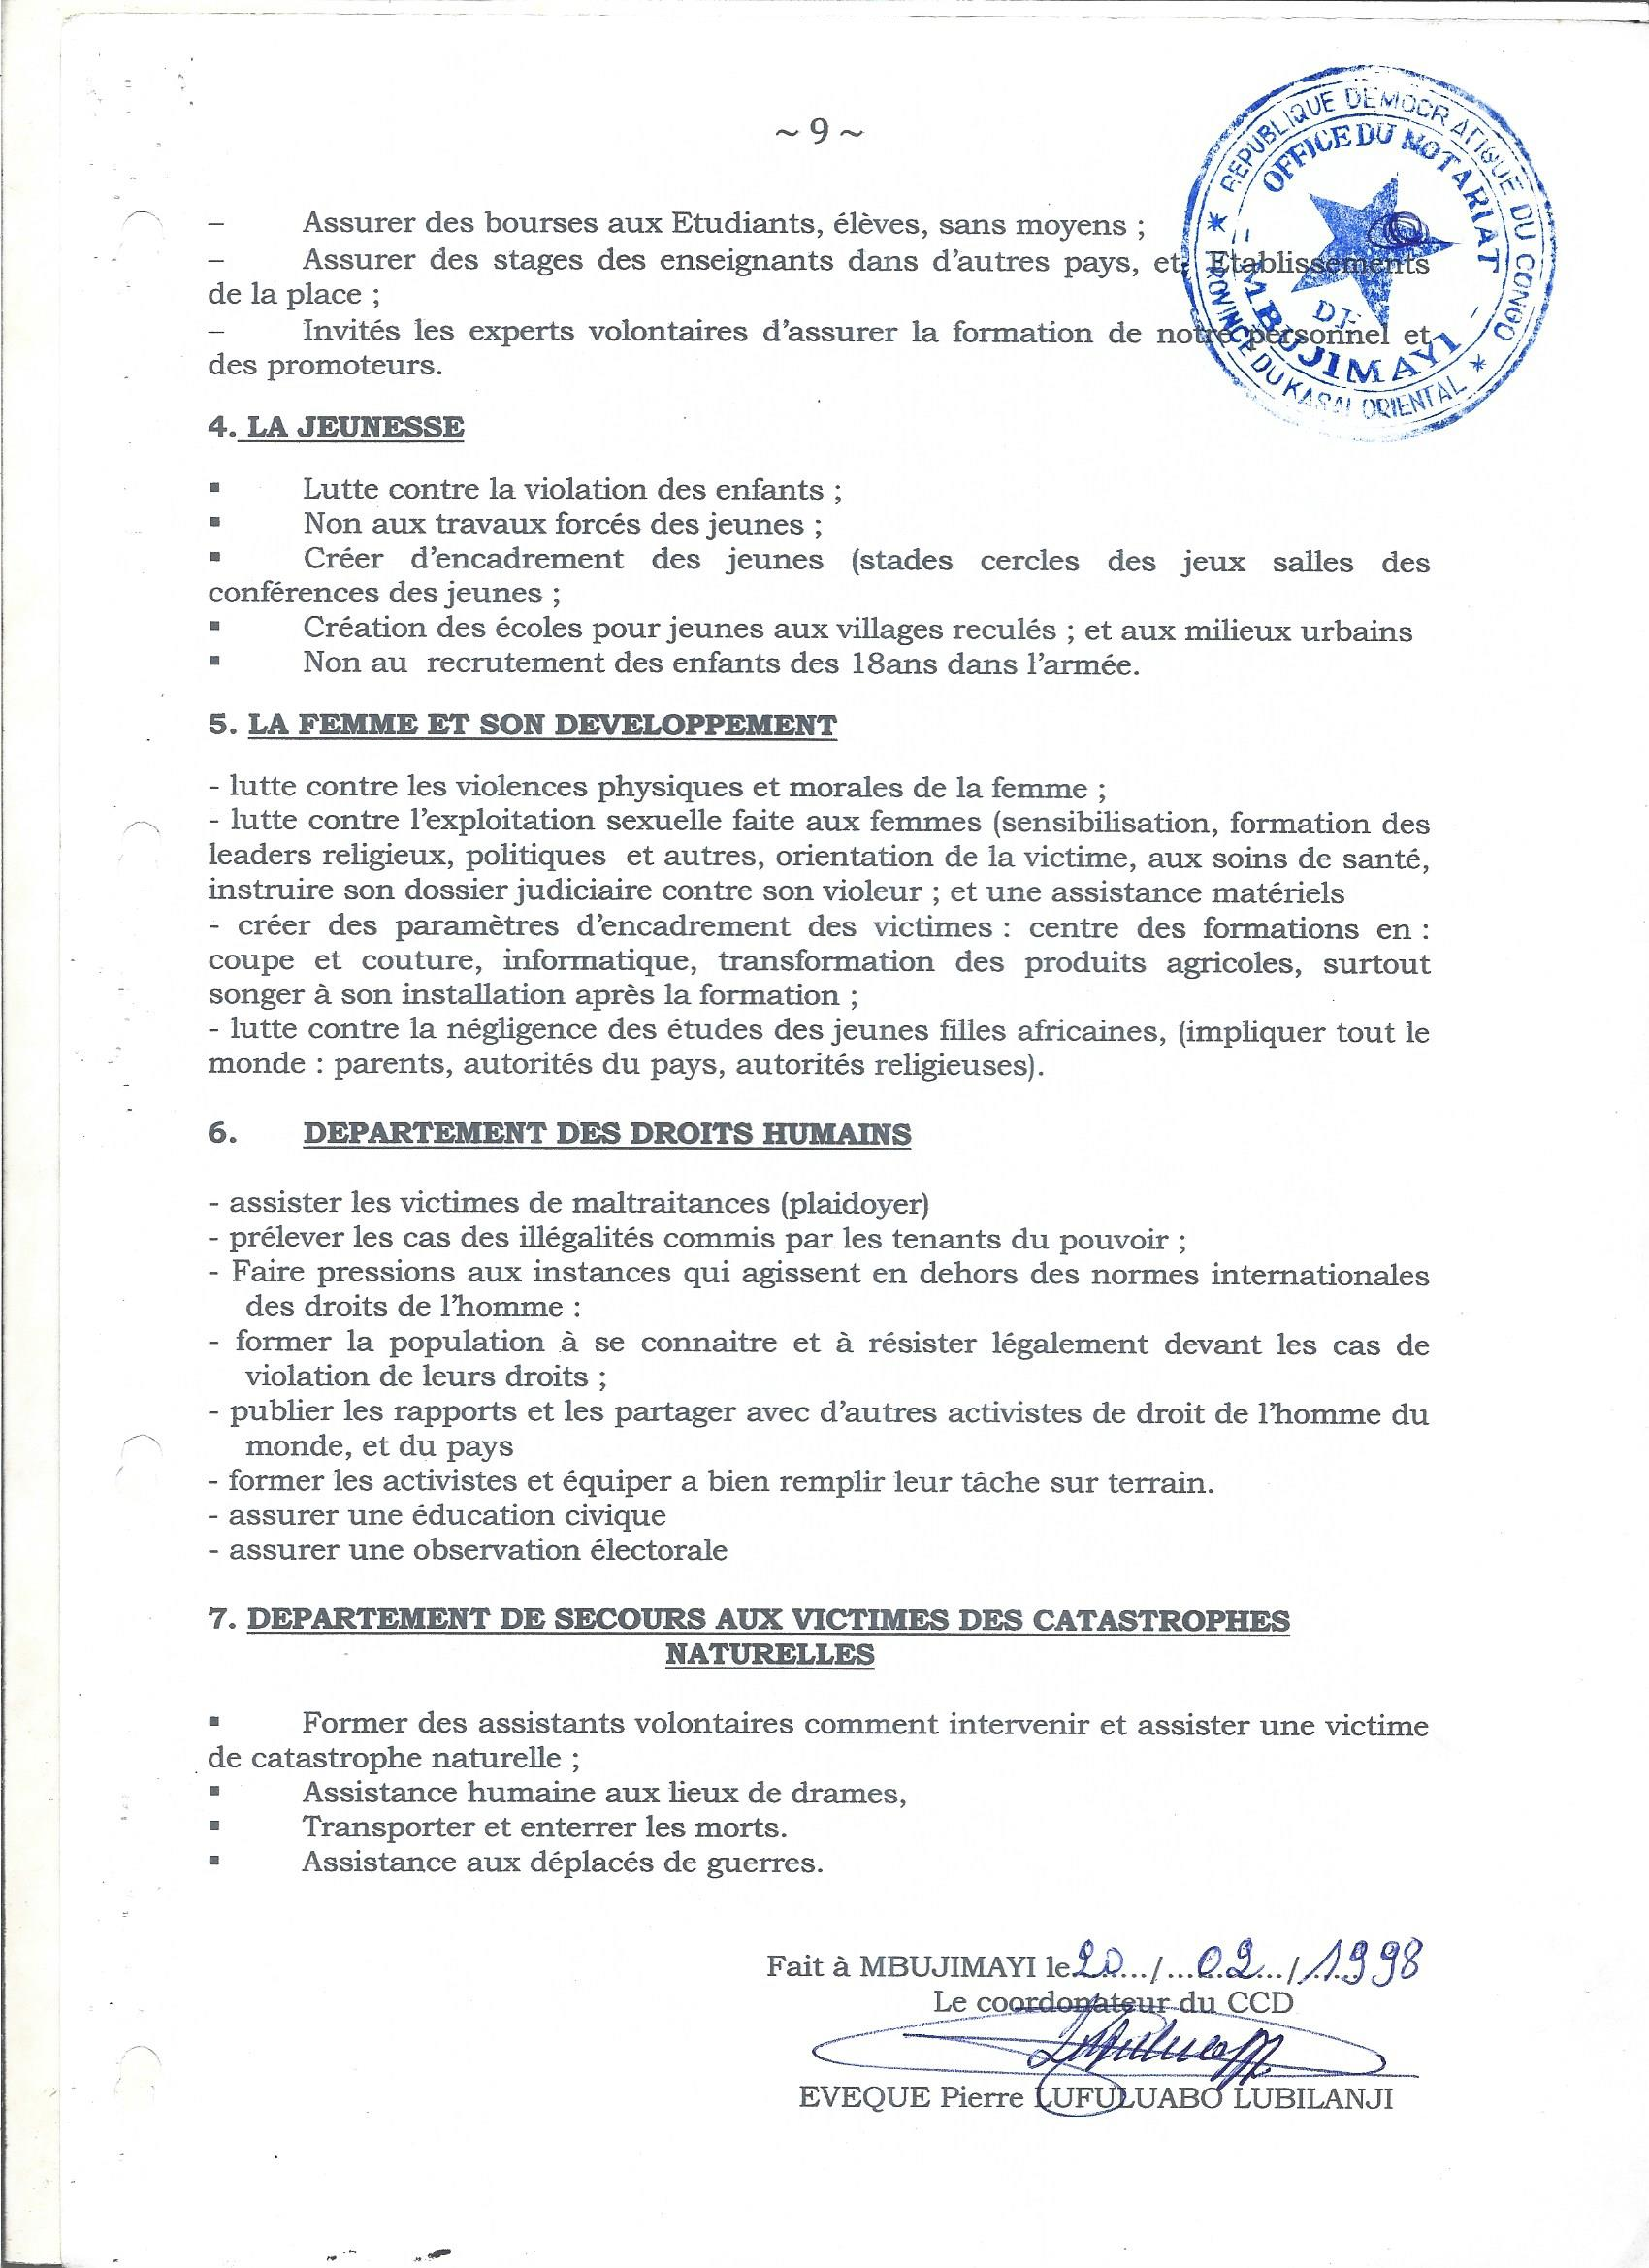 ~ 9 ~
REPUBLIQUE DEMOCRATIQUE DU CONGO
OFFICE DU NOTARIAT
DE
MBUJIMAYI
* PROVINCE DU KASAI ORIENTAL *
– Assurer des bourses aux Etudiants, élèves, sans moyens ;
– Assurer des stages des enseignants dans d'autres pays, et, Etablissements
de la place ;
– Invités les experts volontaires d'assurer la formation de notre personnel et
des promoteurs.
4. LA JEUNESSE
▪ Lutte contre la violation des enfants ;
▪ Non aux travaux forcés des jeunes ;
▪ Créer d'encadrement des jeunes (stades cercles des jeux salles des
conférences des jeunes ;
▪ Création des écoles pour jeunes aux villages reculés ; et aux milieux urbains
▪ Non au recrutement des enfants des 18ans dans l'armée.
5. LA FEMME ET SON DEVELOPPEMENT
- lutte contre les violences physiques et morales de la femme ;
- lutte contre l'exploitation sexuelle faite aux femmes (sensibilisation, formation des
leaders religieux, politiques et autres, orientation de la victime, aux soins de santé,
instruire son dossier judiciaire contre son violeur ; et une assistance matériels
- créer des paramètres d'encadrement des victimes : centre des formations en :
coupe et couture, informatique, transformation des produits agricoles, surtout
songer à son installation après la formation ;
- lutte contre la négligence des études des jeunes filles africaines, (impliquer tout le
monde : parents, autorités du pays, autorités religieuses).
6. DEPARTEMENT DES DROITS HUMAINS
- assister les victimes de maltraitances (plaidoyer)
- prélever les cas des illégalités commis par les tenants du pouvoir ;
- Faire pressions aux instances qui agissent en dehors des normes internationales
des droits de l'homme :
- former la population à se connaitre et à résister légalement devant les cas de
violation de leurs droits ;
- publier les rapports et les partager avec d'autres activistes de droit de l'homme du
monde, et du pays
- former les activistes et équiper a bien remplir leur tâche sur terrain.
- assurer une éducation civique
- assurer une observation électorale
7. DEPARTEMENT DE SECOURS AUX VICTIMES DES CATASTROPHES
NATURELLES
▪ Former des assistants volontaires comment intervenir et assister une victime
de catastrophe naturelle ;
▪ Assistance humaine aux lieux de drames,
▪ Transporter et enterrer les morts.
▪ Assistance aux déplacés de guerres.
Fait à MBUJIMAYI le 20.../...02.../1998
Le coordonateur du CCD
EVEQUE Pierre LUFULUABO LUBILANJI